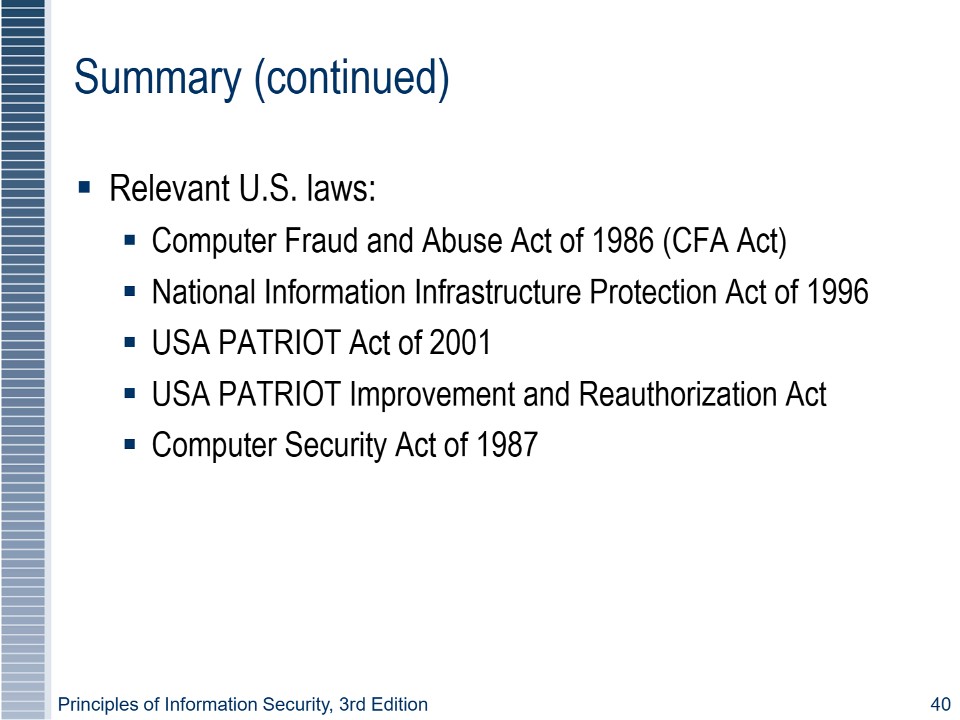 Summary (continued)
Relevant U.S. laws:
Computer Fraud and Abuse Act of 1986 (CFA Act)
National Information Infrastructure Protection Act of 1996
USA PATRIOT Act of 2001
USA PATRIOT Improvement and Reauthorization Act
Computer Security Act of 1987
Principles of Information Security, 3rd Edition
40